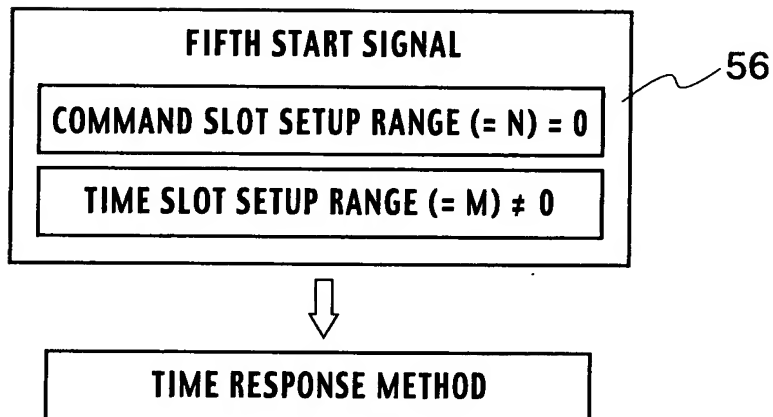 FIFTH START SIGNAL
56
COMMAND SLOT SETUP RANGE (= N) = 0
TIME SLOT SETUP RANGE (= M) ≠ 0
TIME RESPONSE METHOD